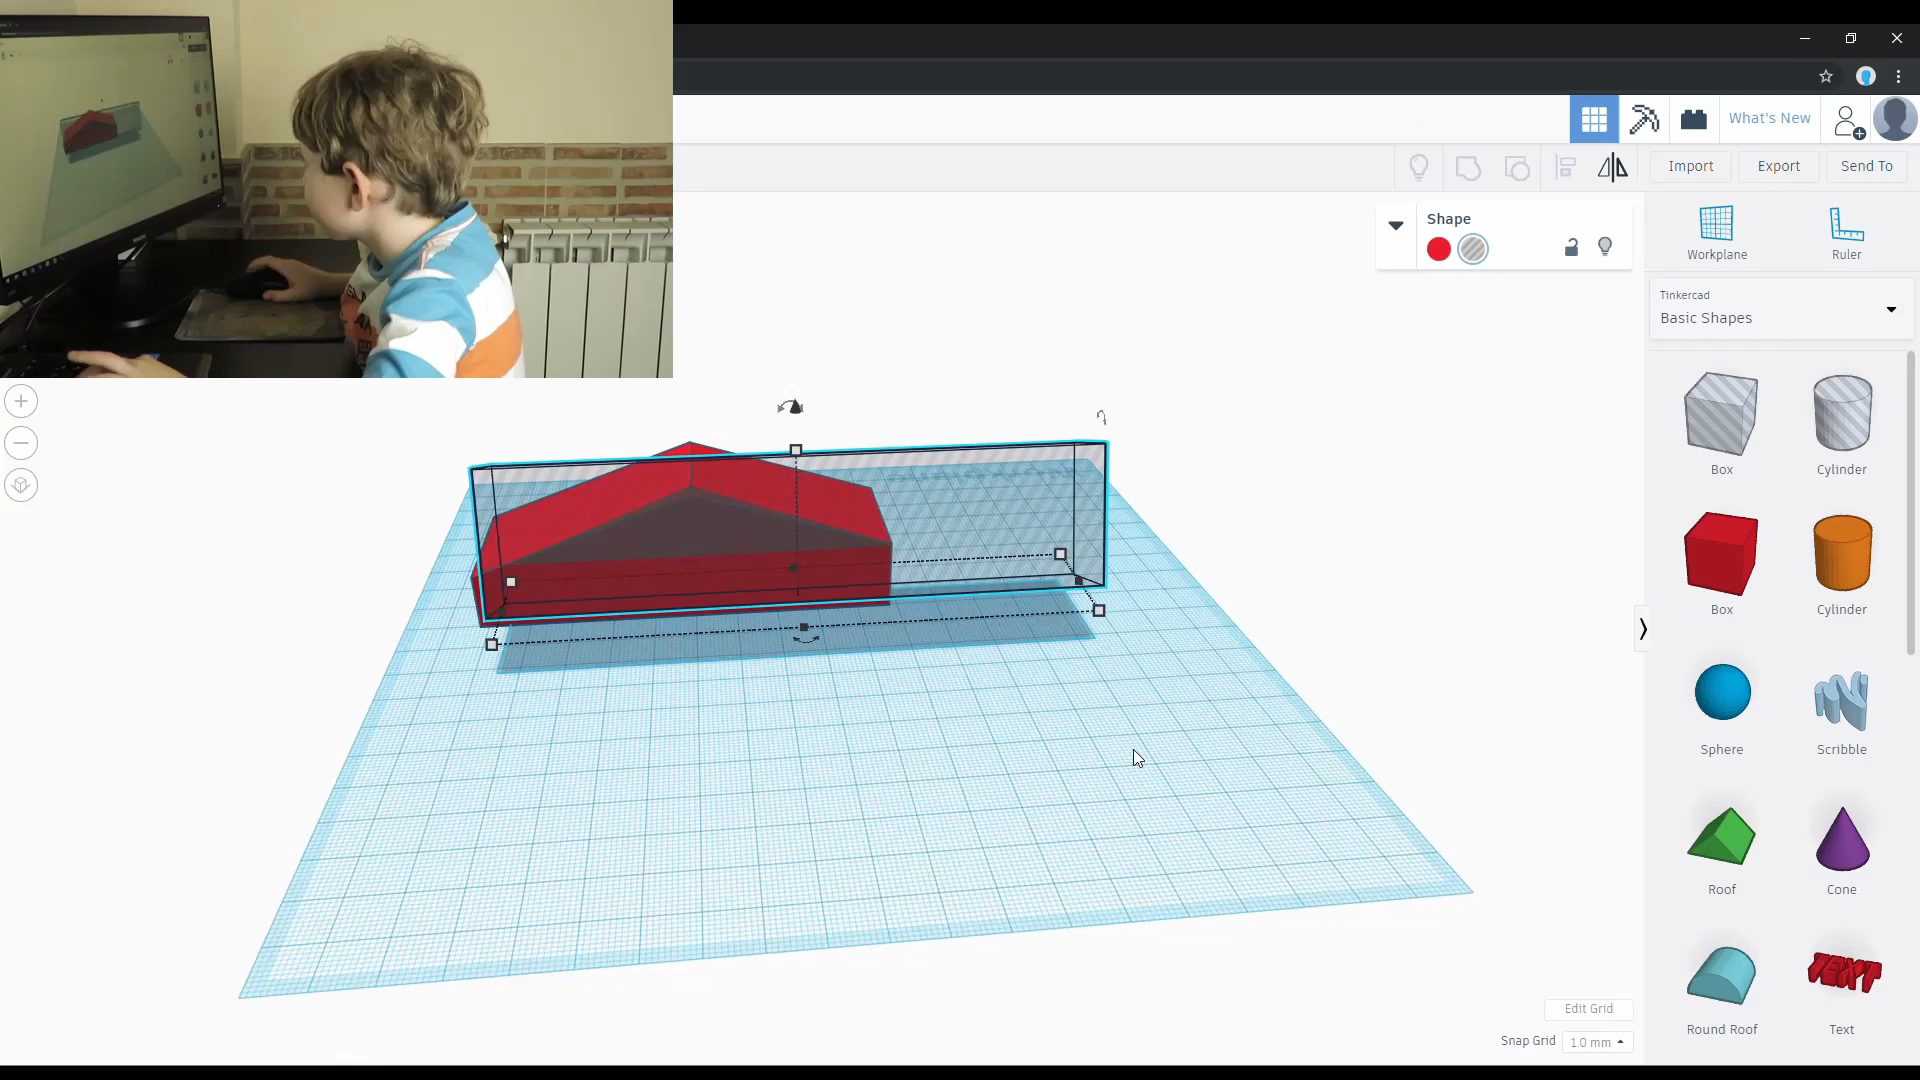 What's New
Import
Export
Send To
Shape
Workplane
Ruler
Tinkercad
Basic Shapes
Box
Cylinder
Box
Cylinder
Sphere
Scribble
Roof
Cone
Round Roof
Text
TEXT
Edit Grid
Snap Grid
1.0 mm